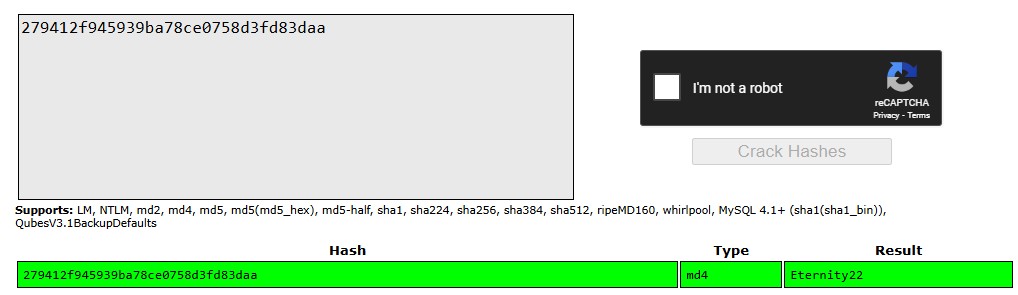 279412f945939ba78ce0758d3fd83daa
I'm not a robot
reCAPTCHA
Privacy - Terms
Crack Hashes
Supports: LM, NTLM, md2, md4, md5, md5(md5_hex), md5-half, sha1, sha224, sha256, sha384, sha512, ripeMD160, whirlpool, MySQL 4.1+ (sha1(sha1_bin)),
QubesV3.1BackupDefaults
Hash Type Result
279412f945939ba78ce0758d3fd83daa md4 Eternity22